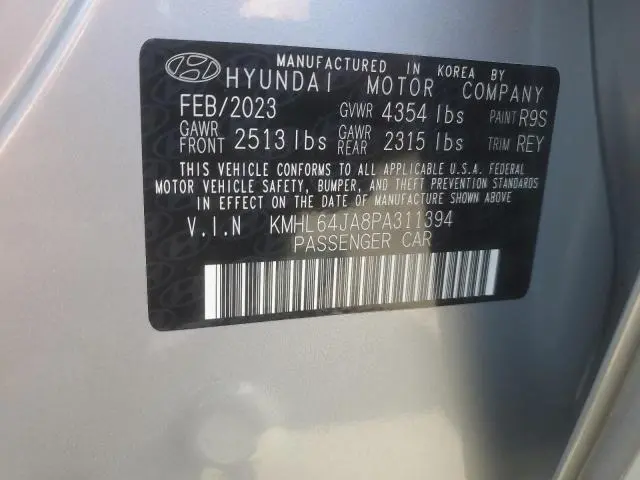 MANUFACTURED IN KOREA BY
HYUNDAI MOTOR COMPANY
FEB/2023 GVWR 4354 lbs PAINT R9S
GAWR FRONT 2513 lbs GAWR REAR 2315 lbs TRIM REY
THIS VEHICLE CONFORMS TO ALL APPLICABLE U.S.A. FEDERAL
MOTOR VEHICLE SAFETY, BUMPER, AND THEFT PREVENTION STANDARDS
IN EFFECT ON THE DATE OF MANUFACTURE SHOWN ABOVE
V.I.N KMHL64JA8PA311394
PASSENGER CAR